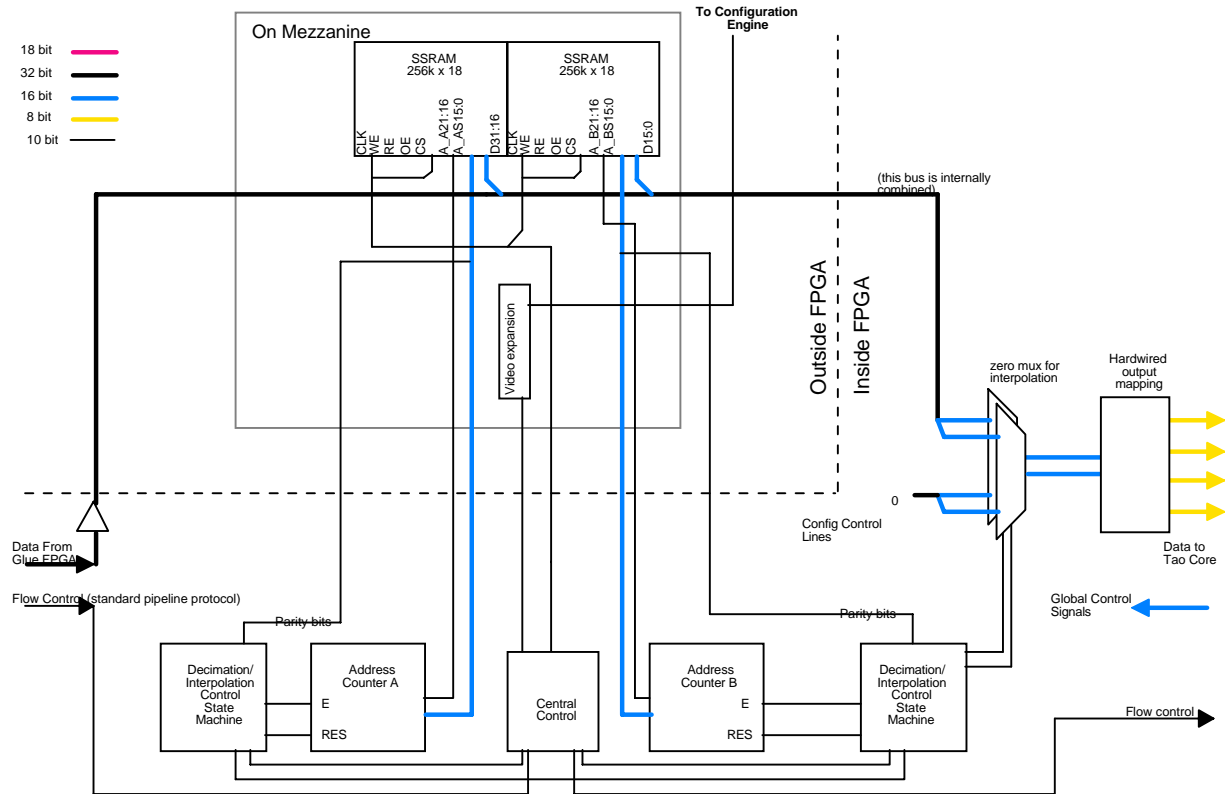 To Configuration
Engine
On Mezzanine
18 bit
32 bit
16 bit
8 bit
10 bit
SSRAM
256k x 18
SSRAM
256k x 18
CLK
WE
RE
OE
CS
A_A21:16
A_AS15:0
D31:16
CLK
WE
RE
OE
CS
A_B21:16
A_BS15:0
D15:0
(this bus is internally
combined)
Outside FPGA
Inside FPGA
Video expansion
zero mux for
interpolation
Hardwired
output
mapping
0
Config Control
Lines
Data From
Glue FPGA
Data to
Tao Core
Flow Control (standard pipeline protocol)
Global Control
Signals
Parity bits
Parity bits
Decimation/
Interpolation
Control
State
Machine
Address
Counter A
E
RES
Central
Control
Address
Counter B
E
RES
Decimation/
Interpolation
Control
State
Machine
Flow control